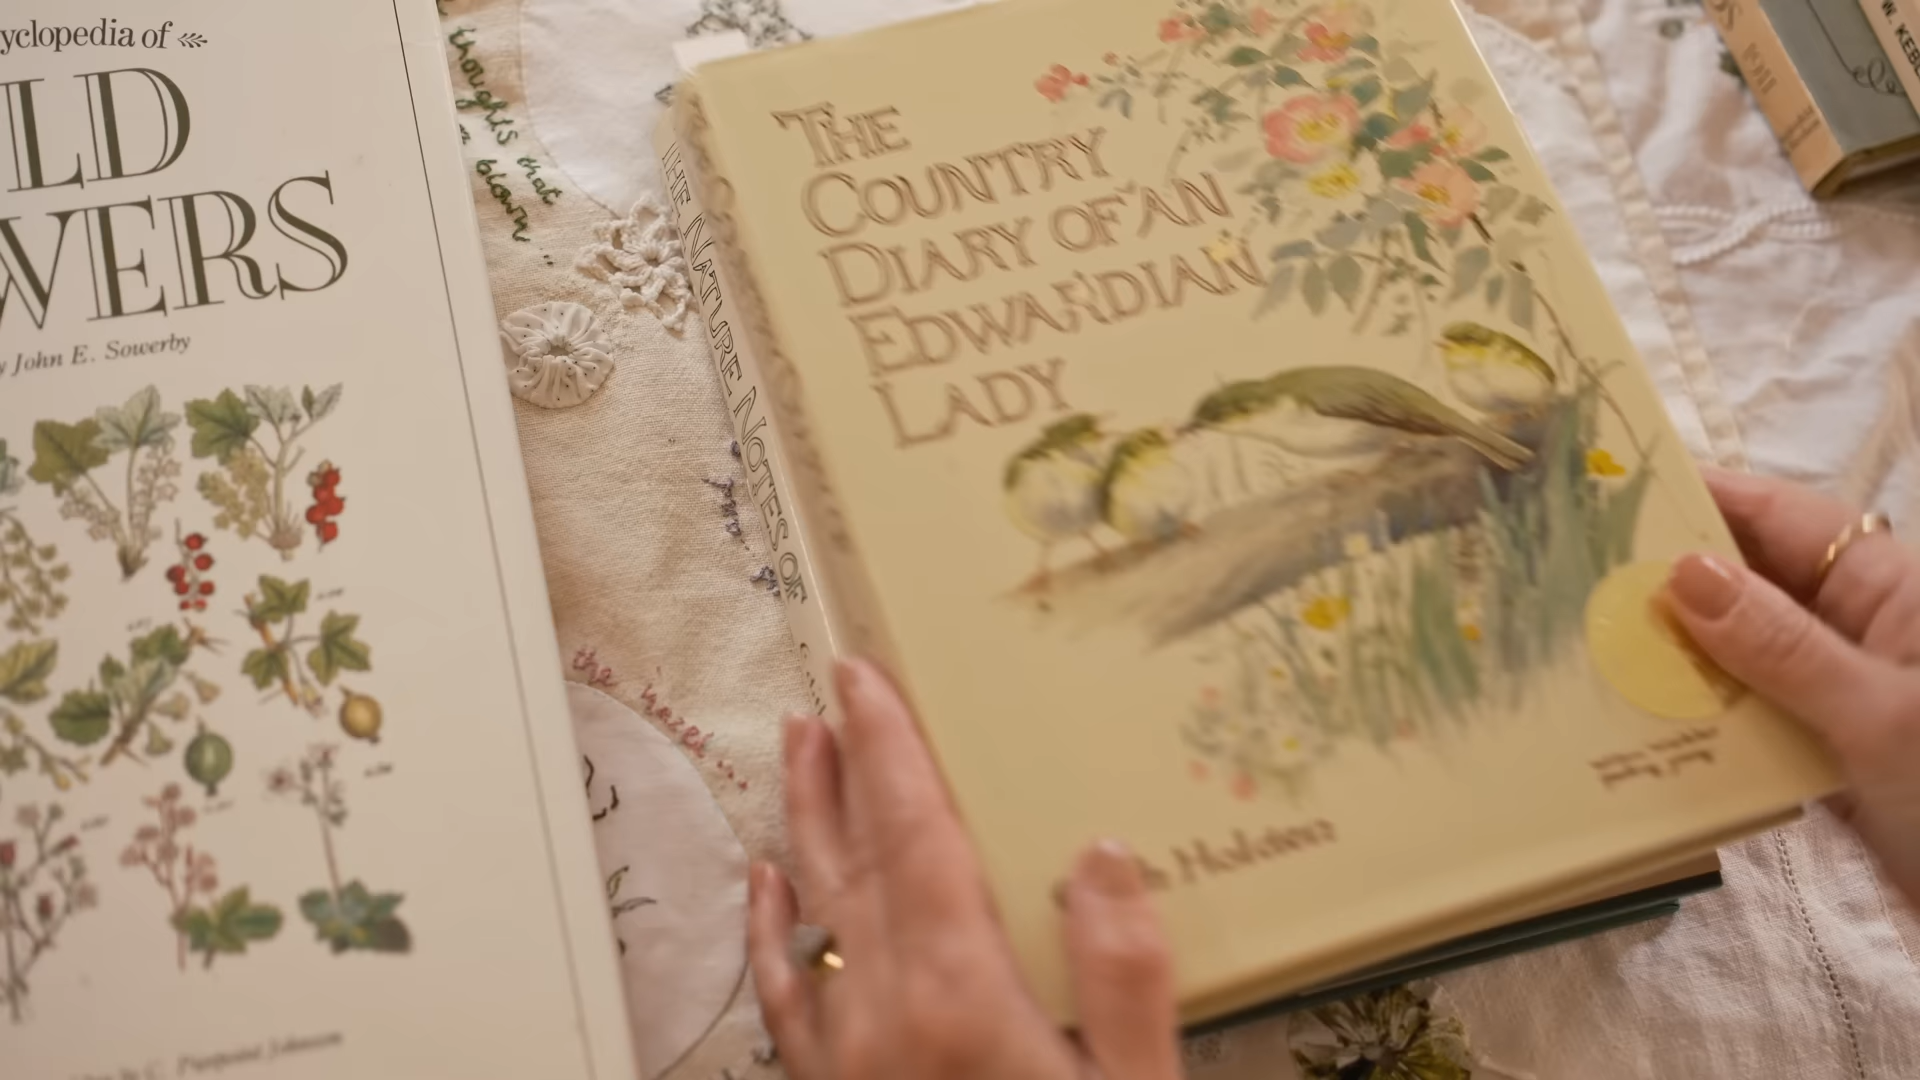 yclopedia of
LD
WERS
John E. Sowerby
thoughts that
a blown..
THE
COUNTRY
DIARY OF AN
EDWARDIAN
LADY
THE NATURE NOTES OF
the hazel...
W. KEBL